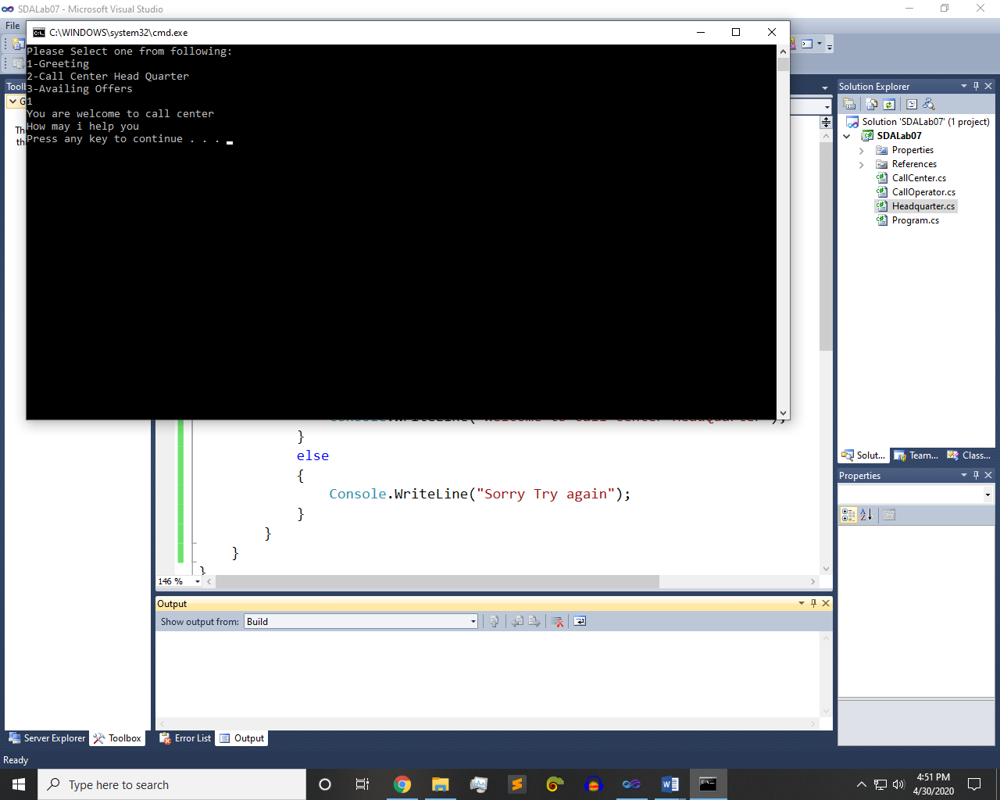 SDALab07 - Microsoft Visual Studio
File
C:\WINDOWS\system32\cmd.exe
Please Select one from following:
1-Greeting
2-Call Center Head Quarter
3-Availing Offers
1
You are welcome to call center
How may i help you
Press any key to continue . . .
Toolb
G
Th
th
}
else
{
Console.WriteLine("Sorry Try again");
}
}
}
}
146 %
Output
Show output from: Build
Solution Explorer
Solution 'SDALab07' (1 project)
SDALab07
Properties
References
CallCenter.cs
CallOperator.cs
Headquarter.cs
Program.cs
Solut... Team... Class...
Properties
Server Explorer Toolbox Error List Output
Ready
Type here to search
4:51 PM
4/30/2020